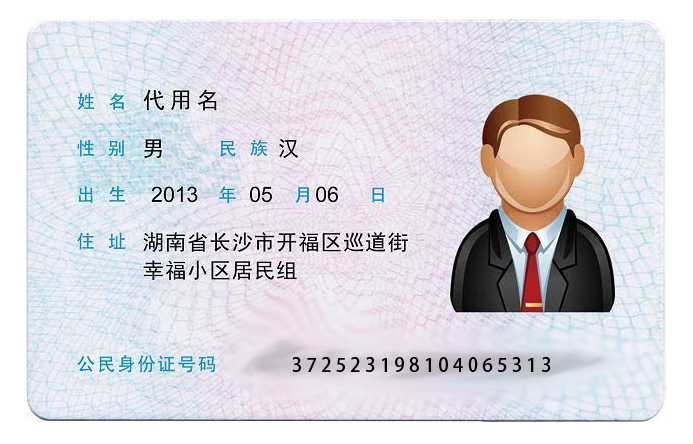 姓名 代用名
性别 男 民族 汉
出生 2013 年 05 月 06 日
住址 湖南省长沙市开福区巡道街
幸福小区居民组
公民身份证号码 372523198104065313